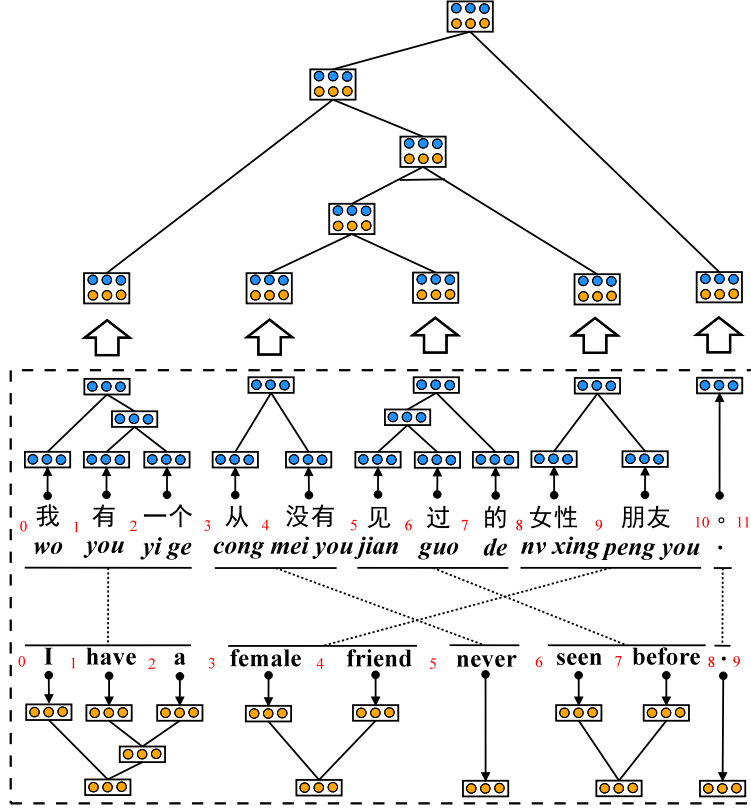 0 我 1 有 2 一个 3 从 4 没有 5 见 6 过 7 的 8 女性 9 朋友 10 。 11
wo you yi ge cong mei you jian guo de nv xing peng you .
0 I 1 have 2 a 3 female 4 friend 5 never 6 seen 7 before 8 . 9